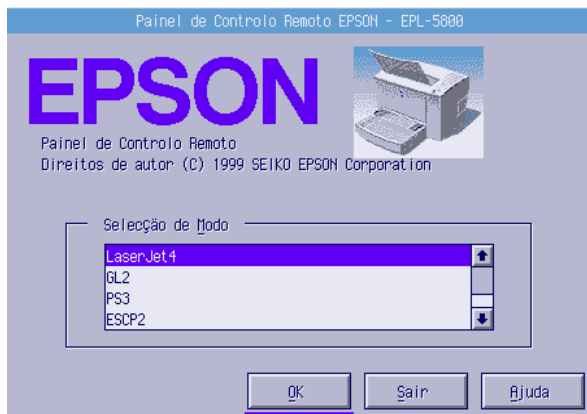 Painel de Controlo Remoto EPSON - EPL-5800
EPSON
Painel de Controlo Remoto
Direitos de autor (C) 1999 SEIKO EPSON Corporation
Selecção de Modo
LaserJet4
GL2
PS3
ESCP2
OK Sair Ajuda